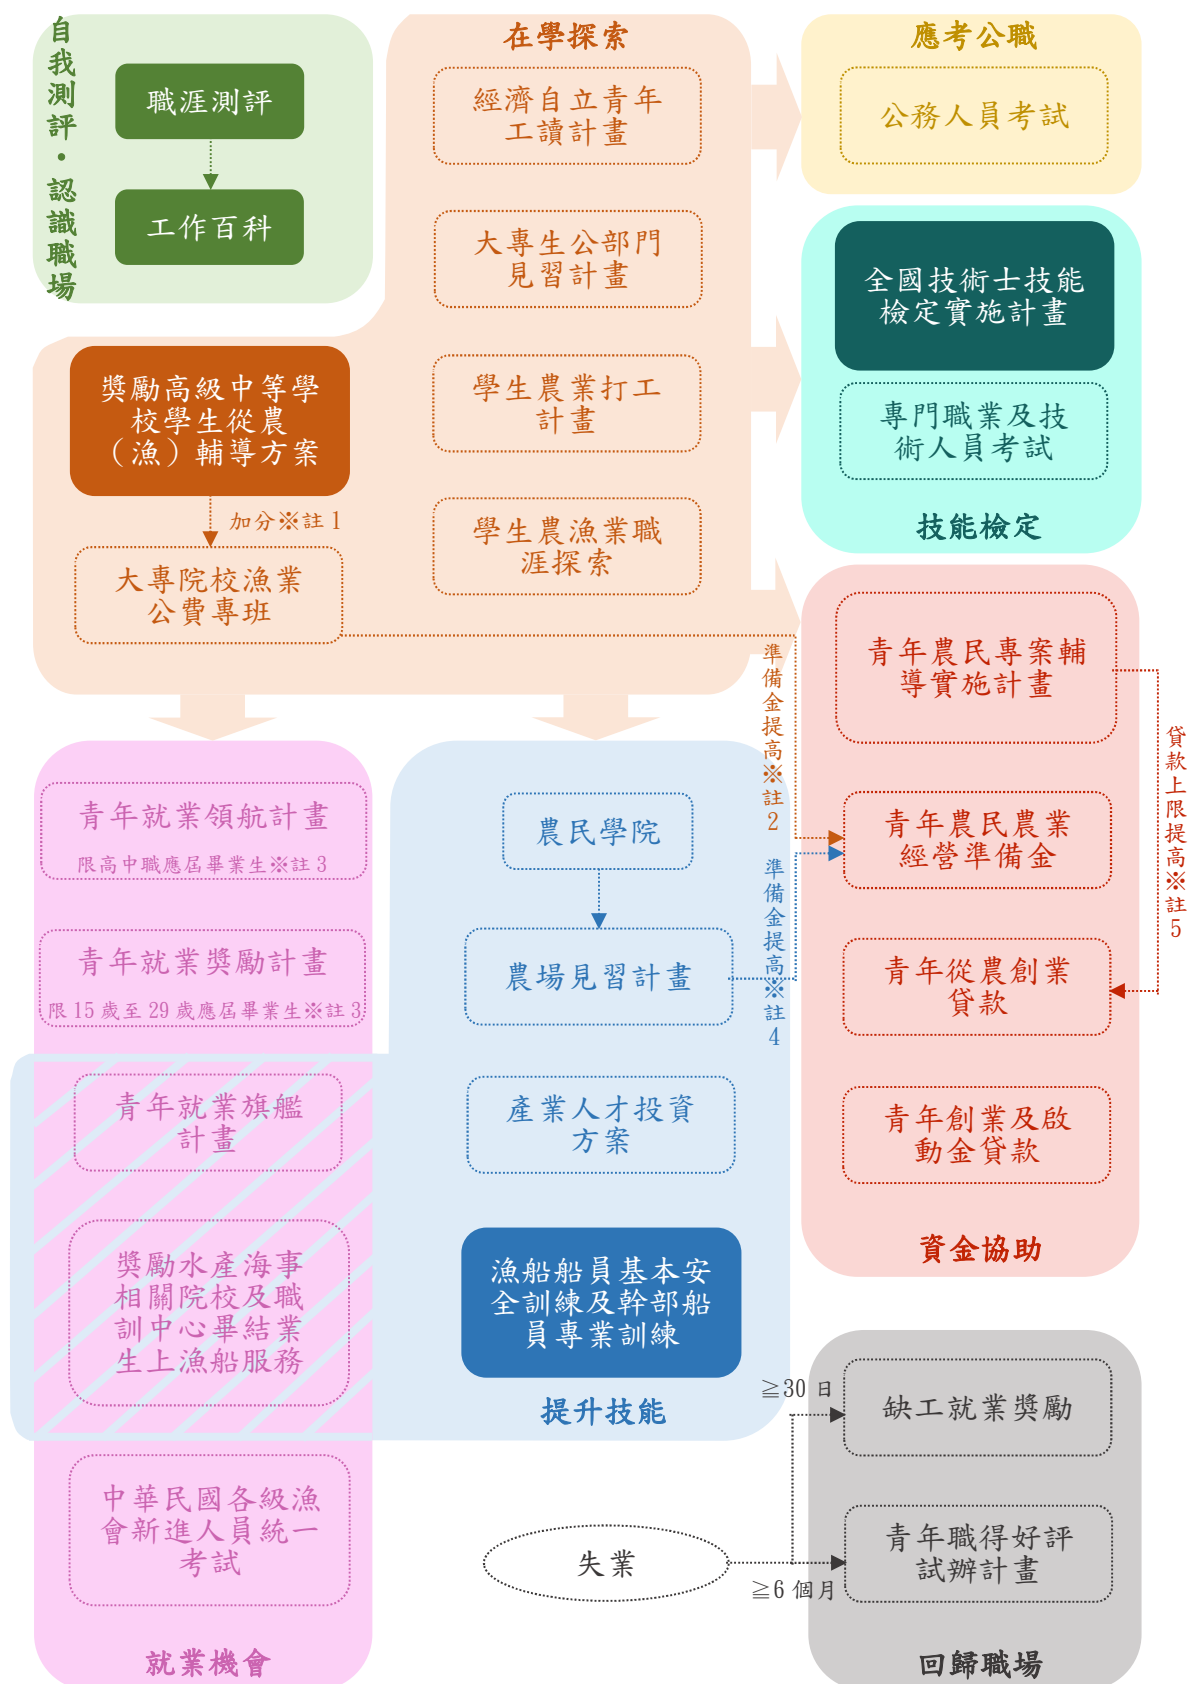 自我測評・認識職場
職涯測評
工作百科
在學探索
經濟自立青年
工讀計畫
大專生公部門
見習計畫
學生農業打工
計畫
學生農漁業職
涯探索
獎勵高級中等學
校學生從農
（漁）輔導方案
加分※註1
大專院校漁業
公費專班
應考公職
公務人員考試
全國技術士技能
檢定實施計畫
專門職業及技
術人員考試
技能檢定
準備金提高※註2
青年農民專案輔
導實施計畫
貸款上限提高※註5
青年農民農業
經營準備金
青年從農創業
貸款
青年創業及啟
動金貸款
資金協助
青年就業領航計畫
限高中職應屆畢業生※註3
青年就業獎勵計畫
限15歲至29歲應屆畢業生※註3
青年就業旗艦
計畫
獎勵水產海事
相關院校及職
訓中心畢結業
生上漁船服務
中華民國各級漁
會新進人員統一
考試
就業機會
農民學院
農場見習計畫
準備金提高※註4
產業人才投資
方案
漁船船員基本安
全訓練及幹部船
員專業訓練
提升技能
失業
≧30日
≧6個月
缺工就業獎勵
青年職得好評
試辦計畫
回歸職場